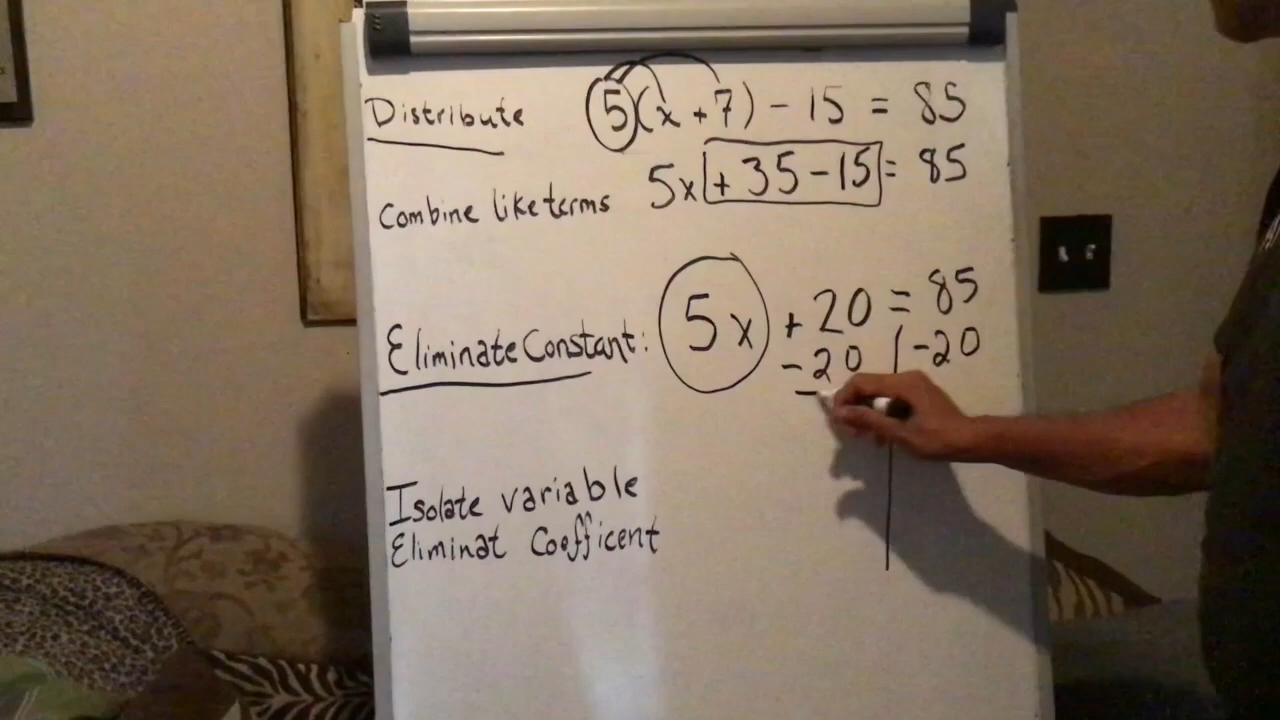 Distribute 5(x + 7) - 15 = 85
5x + 35 - 15 = 85
Combine like terms
Eliminate Constant: 5x + 20 = 85
- 20 | - 20
Isolate variable
Eliminat Coefficent